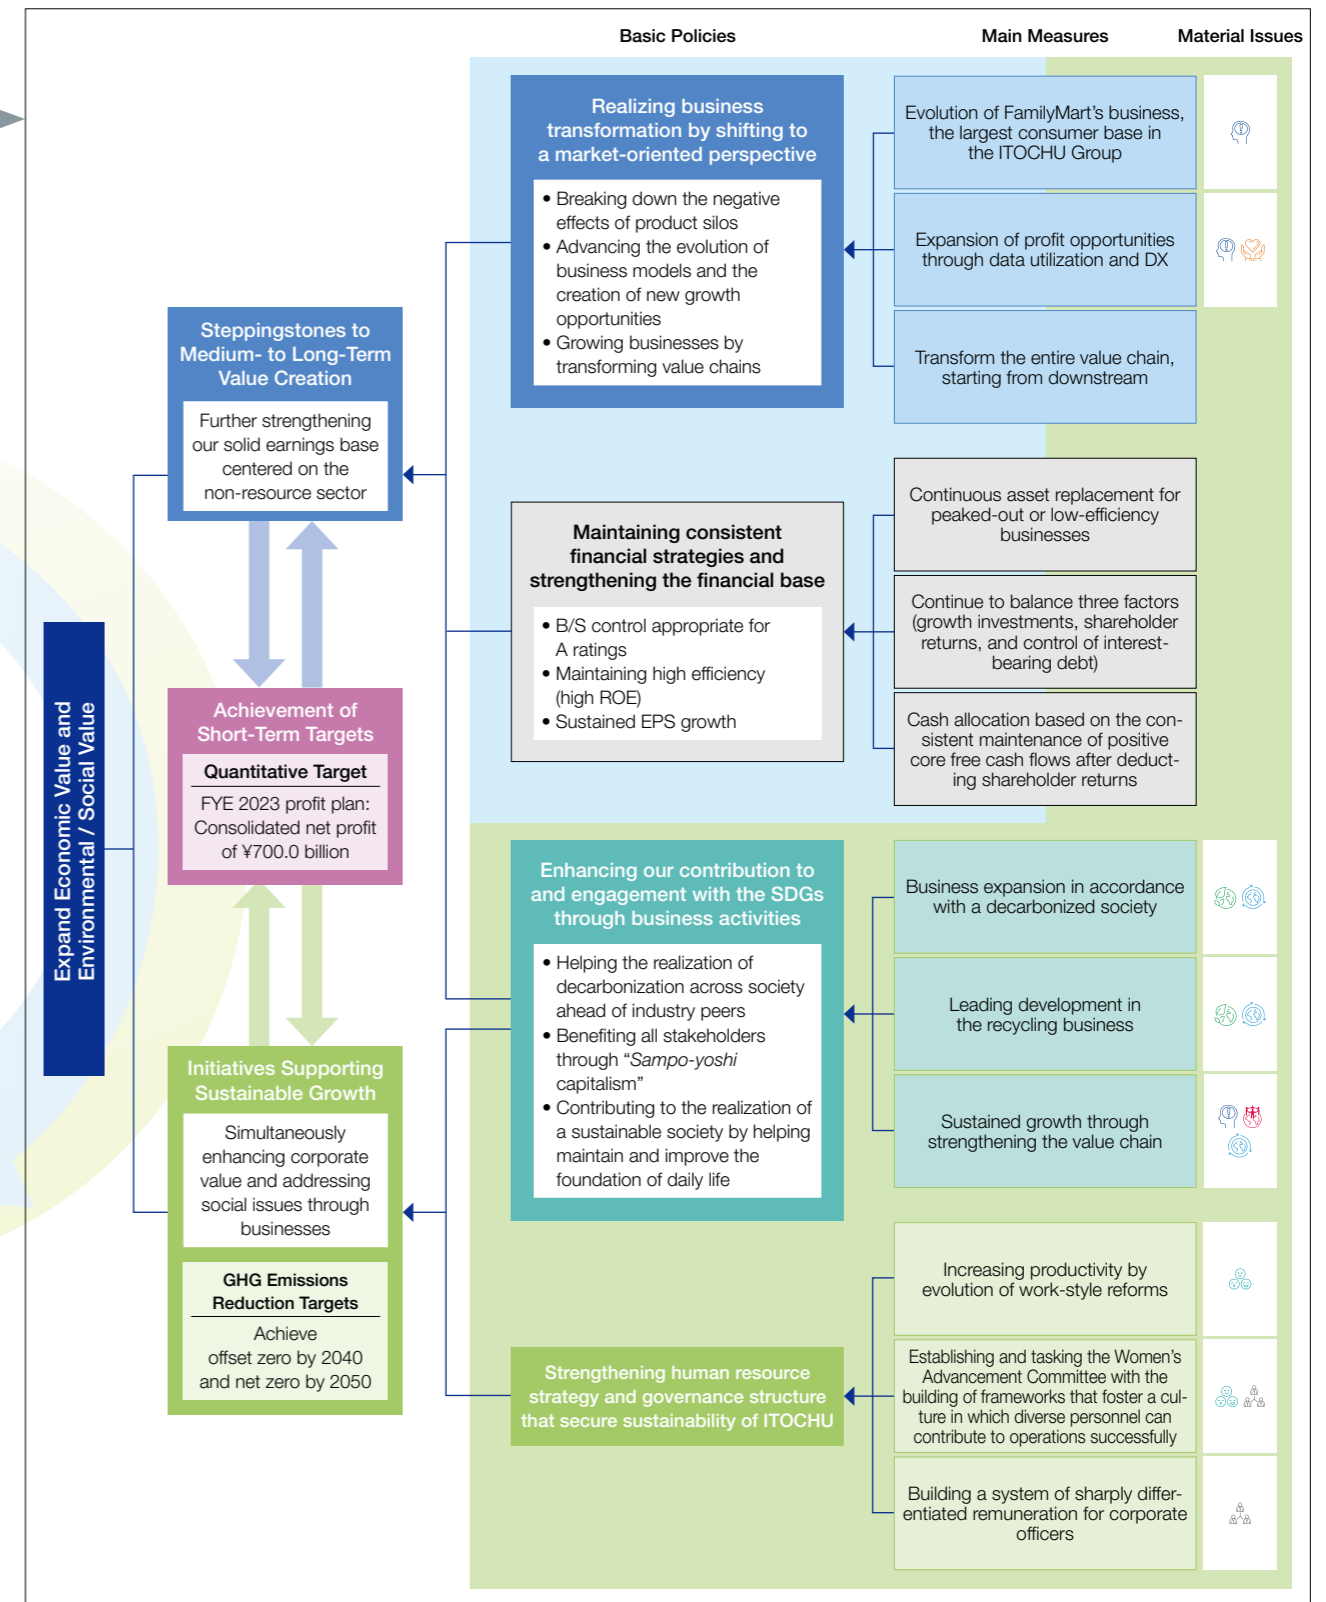 Basic Policies
Main Measures
Material Issues
Realizing business
transformation by shifting to
a market-oriented perspective
• Breaking down the negative
effects of product silos
• Advancing the evolution of
business models and the
creation of new growth
opportunities
• Growing businesses by
transforming value chains
Evolution of FamilyMart’s business,
the largest consumer base in
the ITOCHU Group
Expansion of profit opportunities
through data utilization and DX
Transform the entire value chain,
starting from downstream
Steppingstones to
Medium- to Long-Term
Value Creation
Further strengthening
our solid earnings base
centered on the
non-resource sector
Maintaining consistent
financial strategies and
strengthening the financial base
• B/S control appropriate for
A ratings
• Maintaining high efficiency
(high ROE)
• Sustained EPS growth
Continuous asset replacement for
peaked-out or low-efficiency
businesses
Continue to balance three factors
(growth investments, shareholder
returns, and control of interest-
bearing debt)
Cash allocation based on the con-
sistent maintenance of positive
core free cash flows after deduct-
ing shareholder returns
Expand Economic Value and
Environmental / Social Value
Achievement of
Short-Term Targets
Quantitative Target
FYE 2023 profit plan:
Consolidated net profit
of ¥700.0 billion
Enhancing our contribution to
and engagement with the SDGs
through business activities
• Helping the realization of
decarbonization across society
ahead of industry peers
• Benefiting all stakeholders
through “Sampo-yoshi
capitalism”
• Contributing to the realization of
a sustainable society by helping
maintain and improve the
foundation of daily life
Business expansion in accordance
with a decarbonized society
Leading development in
the recycling business
Sustained growth through
strengthening the value chain
Initiatives Supporting
Sustainable Growth
Simultaneously
enhancing corporate
value and addressing
social issues through
businesses
GHG Emissions
Reduction Targets
Achieve
offset zero by 2040
and net zero by 2050
Strengthening human resource
strategy and governance structure
that secure sustainability of ITOCHU
Increasing productivity by
evolution of work-style reforms
Establishing and tasking the Women’s
Advancement Committee with the
building of frameworks that foster a cul-
ture in which diverse personnel can
contribute to operations successfully
Building a system of sharply differ-
entiated remuneration for corporate
officers